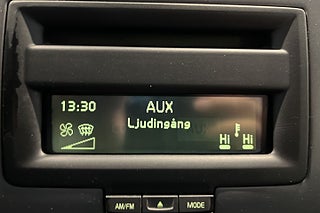 13:30 AUX
Ljudingång
Hi Hi
AM/FM MODE